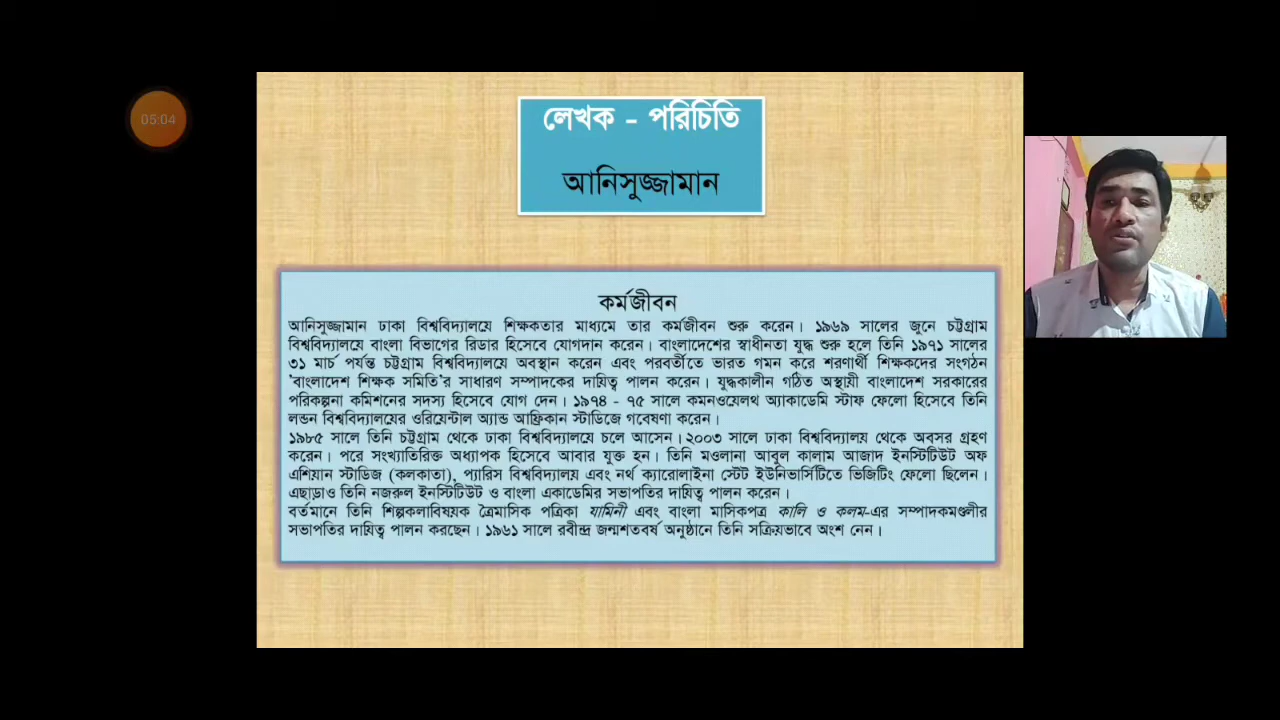 05:04
লেখক - পরিচিতি
আনিসুজ্জামান
কর্মজীবন
আনিসুজ্জামান ঢাকা বিশ্ববিদ্যালয়ে শিক্ষকতার মাধ্যমে তার কর্মজীবন শুরু করেন। ১৯৬৯ সালের জুনে চট্টগ্রাম
বিশ্ববিদ্যালয়ে বাংলা বিভাগের রিডার হিসেবে যোগদান করেন। বাংলাদেশের স্বাধীনতা যুদ্ধ শুরু হলে তিনি ১৯৭১ সালের
৩১ মার্চ পর্যন্ত চট্টগ্রাম বিশ্ববিদ্যালয়ে অবস্থান করেন এবং পরবর্তীতে ভারত গমন করে শরণার্থী শিক্ষকদের সংগঠন
'বাংলাদেশ শিক্ষক সমিতি'র সাধারণ সম্পাদকের দায়িত্ব পালন করেন। যুদ্ধকালীন গঠিত অস্থায়ী বাংলাদেশ সরকারের
পরিকল্পনা কমিশনের সদস্য হিসেবে যোগ দেন। ১৯৭৪ - ৭৫ সালে কমনওয়েলথ অ্যাকাডেমি স্টাফ ফেলো হিসেবে তিনি
লন্ডন বিশ্ববিদ্যালয়ের ওরিয়েন্টাল অ্যান্ড আফ্রিকান স্টাডিজে গবেষণা করেন।
১৯৮৫ সালে তিনি চট্টগ্রাম থেকে ঢাকা বিশ্ববিদ্যালয়ে চলে আসেন। ২০০৩ সালে ঢাকা বিশ্ববিদ্যালয় থেকে অবসর গ্রহণ
করেন। পরে সংখ্যাতিরিক্ত অধ্যাপক হিসেবে আবার যুক্ত হন। তিনি মওলানা আবুল কালাম আজাদ ইনস্টিটিউট অফ
এশিয়ান স্টাডিজ (কলকাতা), প্যারিস বিশ্ববিদ্যালয় এবং নর্থ ক্যারোলাইনা স্টেট ইউনিভার্সিটিতে ভিজিটিং ফেলো ছিলেন।
এছাড়াও তিনি নজরুল ইনস্টিটিউট ও বাংলা একাডেমির সভাপতির দায়িত্ব পালন করেন।
বর্তমানে তিনি শিল্পকলাবিষয়ক ত্রৈমাসিক পত্রিকা যামিনী এবং বাংলা মাসিকপত্র কালি ও কলম-এর সম্পাদকমণ্ডলীর
সভাপতির দায়িত্ব পালন করছেন। ১৯৬১ সালে রবীন্দ্র জন্মশতবর্ষ অনুষ্ঠানে তিনি সক্রিয়ভাবে অংশ নেন।